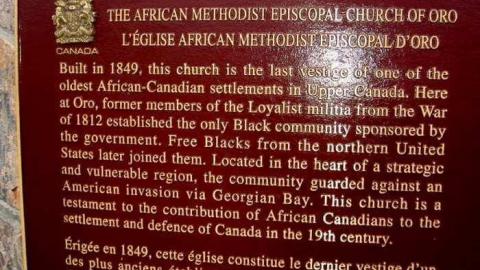 CANADA
THE AFRICAN METHODIST EPISCOPAL CHURCH OF ORO
L'ÉGLISE AFRICAN METHODIST EPISCOPAL D'ORO
Built in 1849, this church is the last vestige of one of the
oldest African-Canadian settlements in Upper Canada. Here
at Oro, former members of the Loyalist militia from the War
of 1812 established the only Black community sponsored by
the government. Free Blacks from the northern United
States later joined them. Located in the heart of a strategic
and vulnerable region, the community guarded against an
American invasion via Georgian Bay. This church is a
testament to the contribution of African Canadians to the
settlement and defence of Canada in the 19th century.
Érigée en 1849, cette église constitue le dernier vestige d'un
des plus anciens